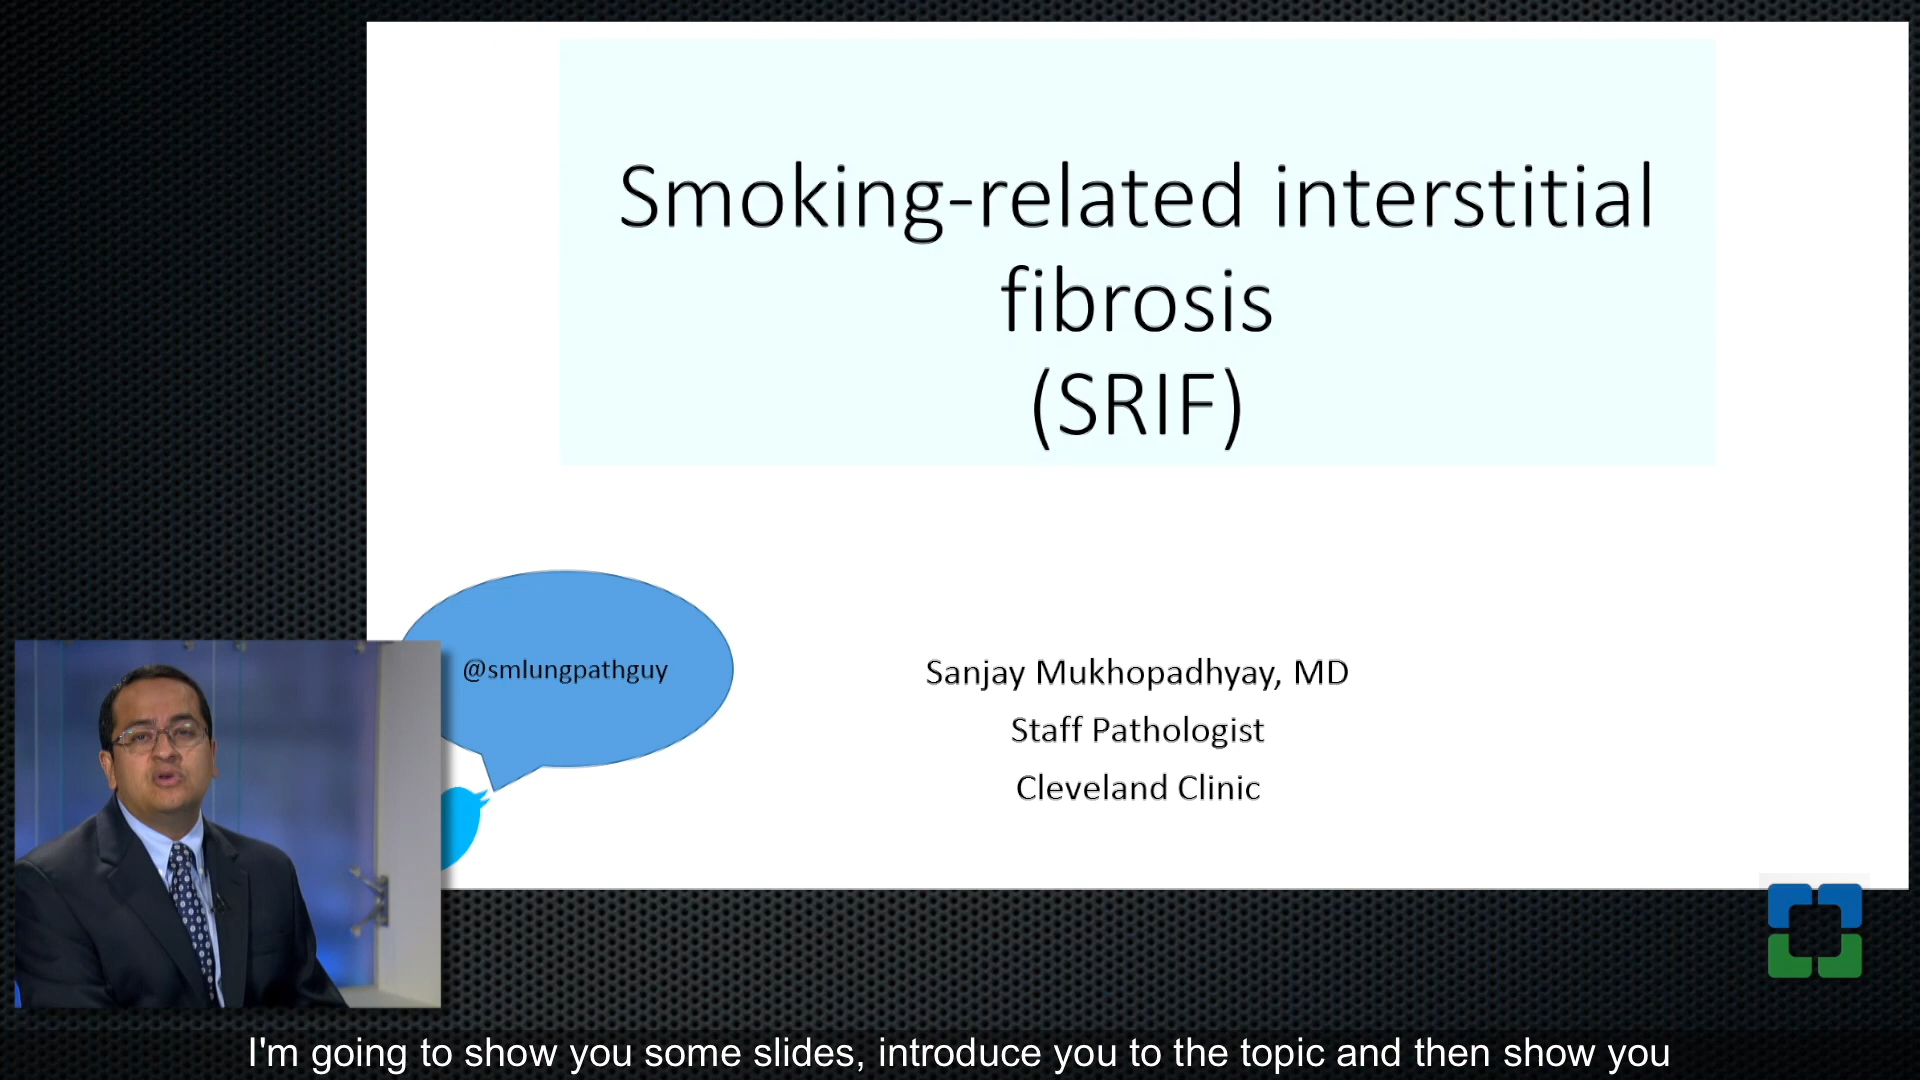 Smoking-related interstitial
fibrosis
(SRIF)
@smlungpathguy
Sanjay Mukhopadhyay, MD
Staff Pathologist
Cleveland Clinic
I'm going to show you some slides, introduce you to the topic and then show you